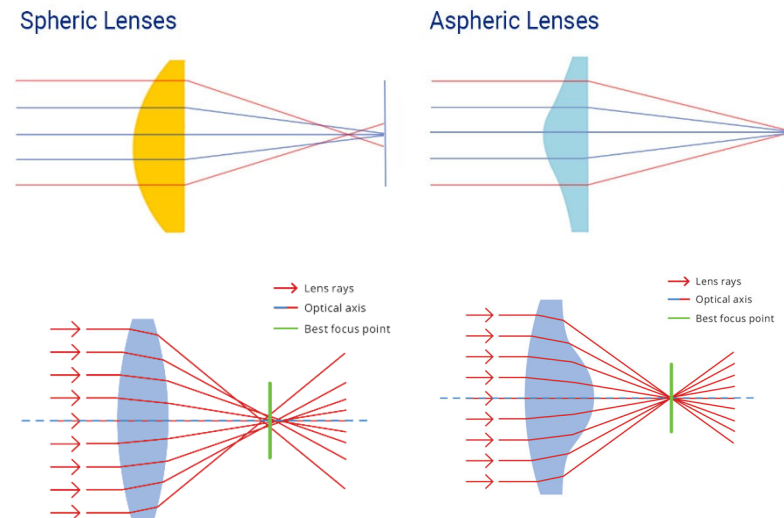 Spheric Lenses
Aspheric Lenses
Lens rays
Optical axis
Best focus point
Lens rays
Optical axis
Best focus point